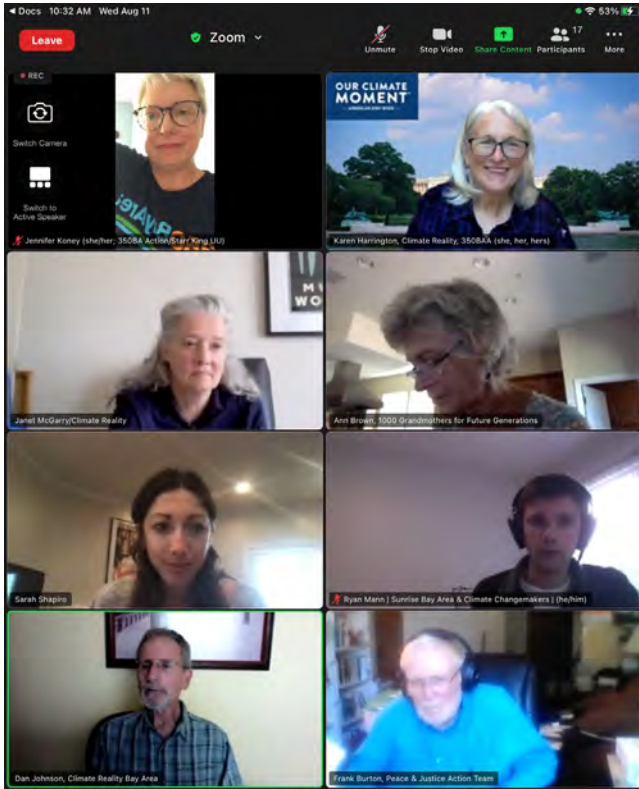 Docs 10:32 AM Wed Aug 11
53%
Leave
Zoom
17
Unmute
Stop Video
Share Content
Participants
More
REC
Switch Camera
Switch to
Active Speaker
Jennifer Koney (she/her; 350BA Action/Starr King UU)
OUR CLIMATE
MOMENT
Karen Harrington, Climate Reality, 350BAA (she, her, hers)
M
WO
Janet McGarry/Climate Reality
Ann Brown, 1000 Grandmothers for Future Generations
Sarah Shapiro
Ryan Mann | Sunrise Bay Area & Climate Changemakers | (he/him)
Dan Johnson, Climate Reality Bay Area
Frank Burton, Peace & Justice Action Team